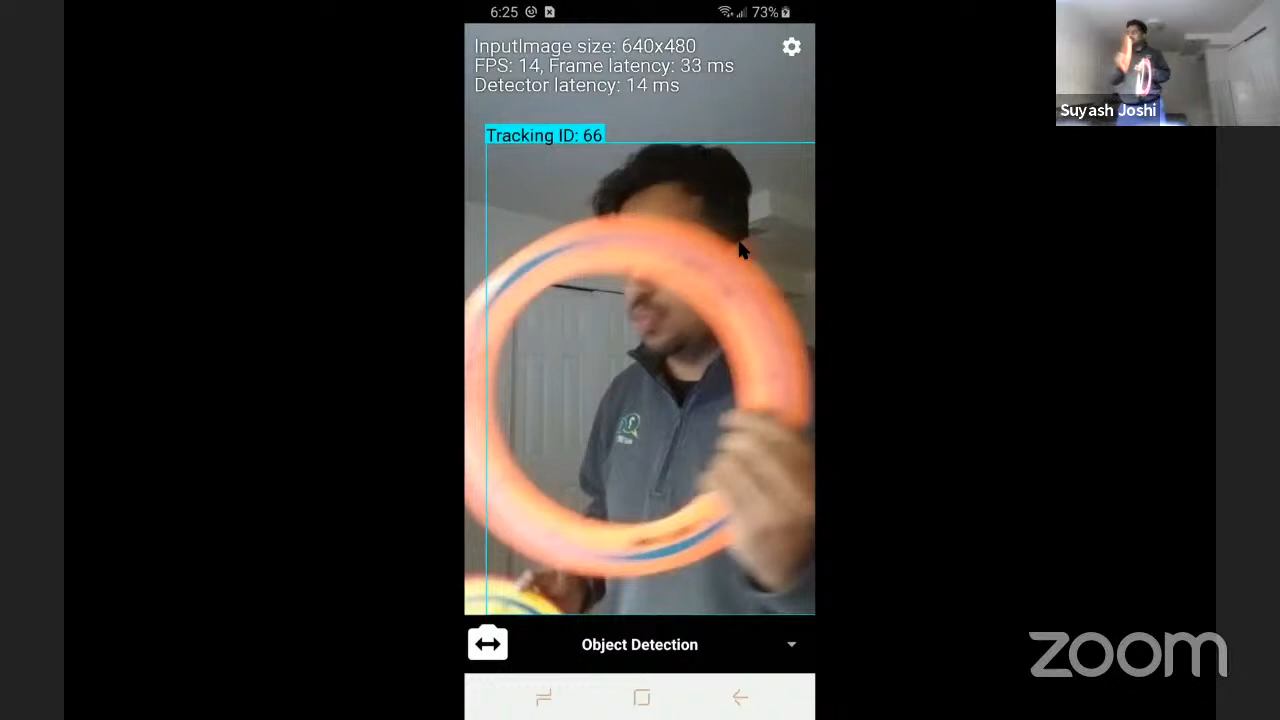 6:25
73%
InputImage size: 640x480
FPS: 14, Frame latency: 33 ms
Detector latency: 14 ms
Tracking ID: 66
Suyash Joshi
Object Detection
zoom